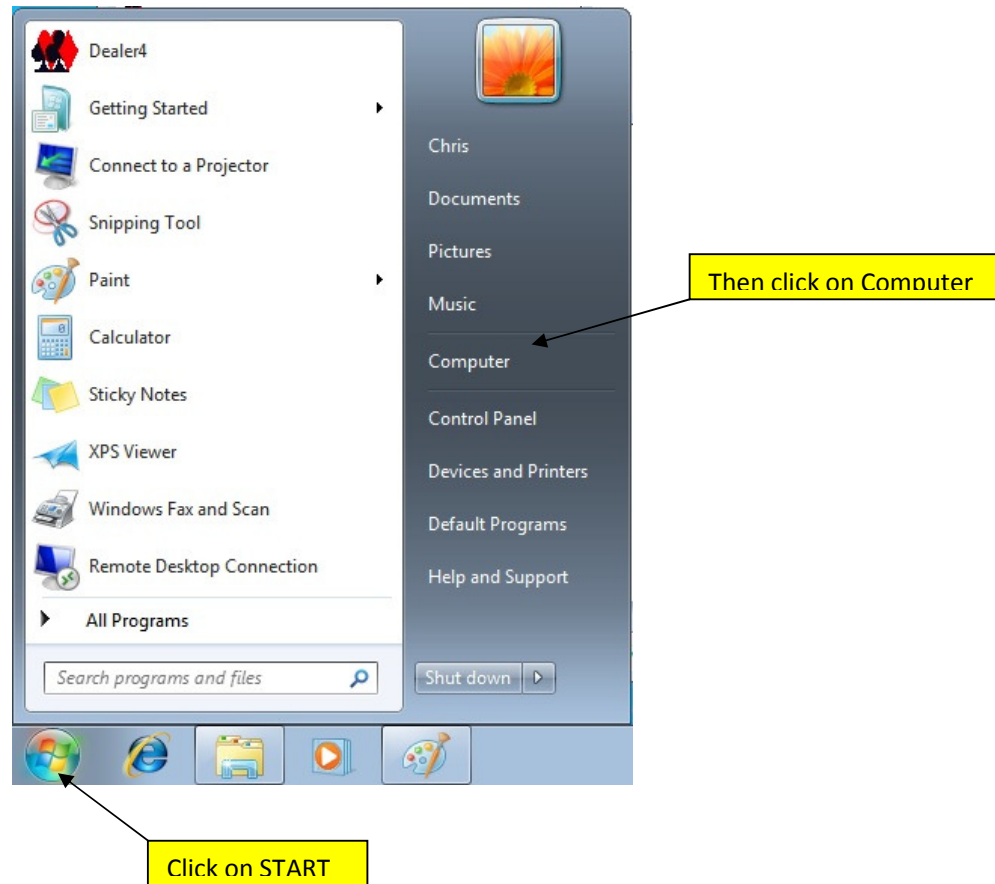 Dealer4
Getting Started
Connect to a Projector
Snipping Tool
Paint
Calculator
Sticky Notes
XPS Viewer
Windows Fax and Scan
Remote Desktop Connection
All Programs
Search programs and files
Chris
Documents
Pictures
Music
Computer
Control Panel
Devices and Printers
Default Programs
Help and Support
Shut down
Then click on Computer
Click on START